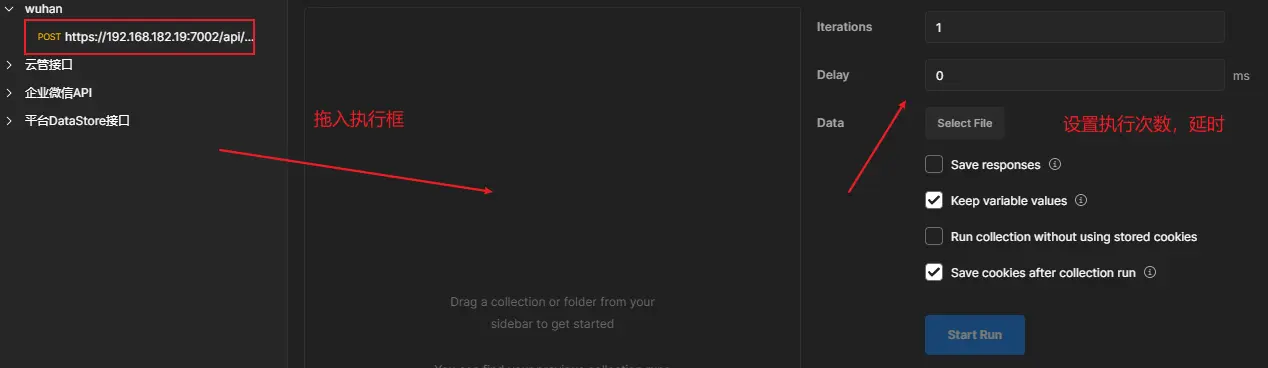 wuhan
POST https://192.168.182.19:7002/api/...
云管接口
企业微信API
平台DataStore接口
拖入执行框
Drag a collection or folder from your
sidebar to get started
Iterations
1
Delay
0
ms
Data
Select File
设置执行次数，延时
Save responses
Keep variable values
Run collection without using stored cookies
Save cookies after collection run
Start Run